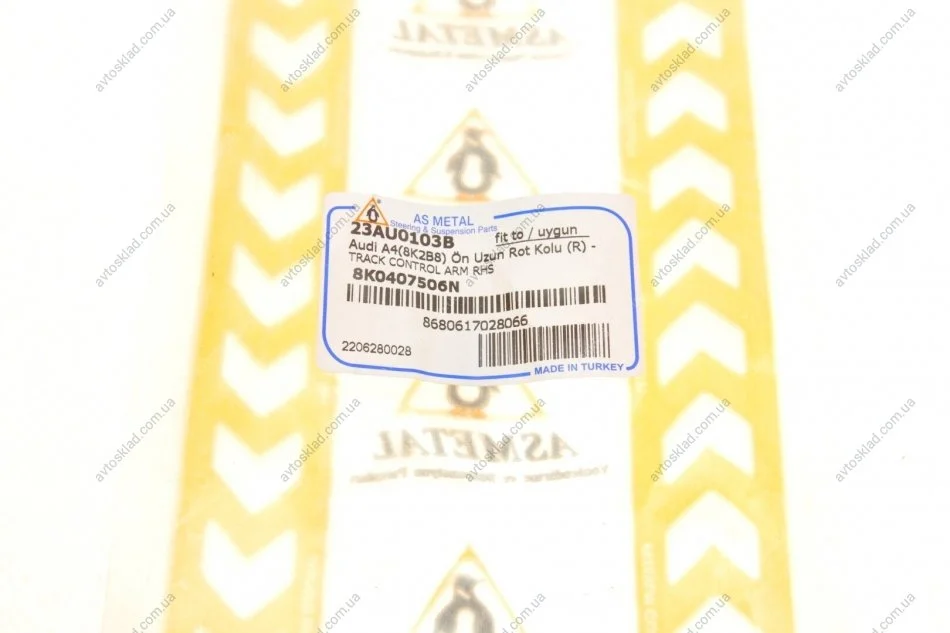 AS METAL
Steering & Suspension Parts
23AU0103B fit to / uygun
Audi A4(8K2B8) Ön Uzun Rot Kolu (R) -
TRACK CONTROL ARM RHS
8K0407506N
8680617028066
2206280028
MADE IN TURKEY
ASMETAL
ASMETAL
avtosklad.com.ua